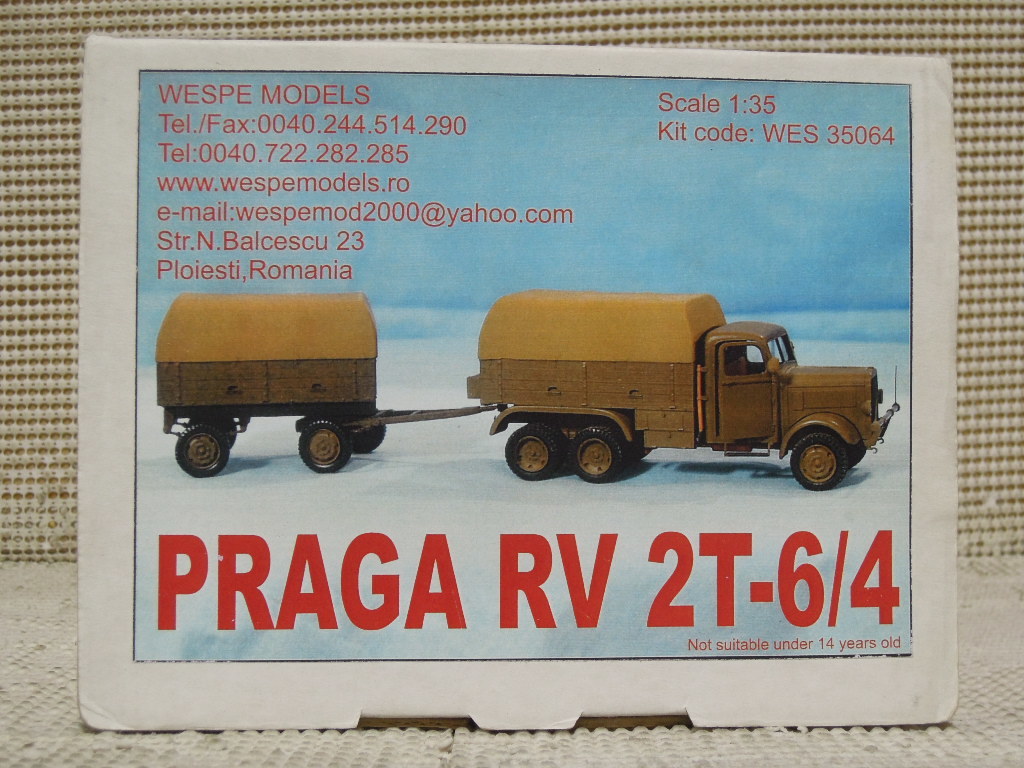 WESPE MODELS
Tel./Fax:0040.244.514.290
Tel:0040.722.282.285
www.wespemodels.ro
e-mail:wespemod2000@yahoo.com
Str.N.Balcescu 23
Ploiesti,Romania
Scale 1:35
Kit code: WES 35064
PRAGA RV 2T-6/4
Not suitable under 14 years old